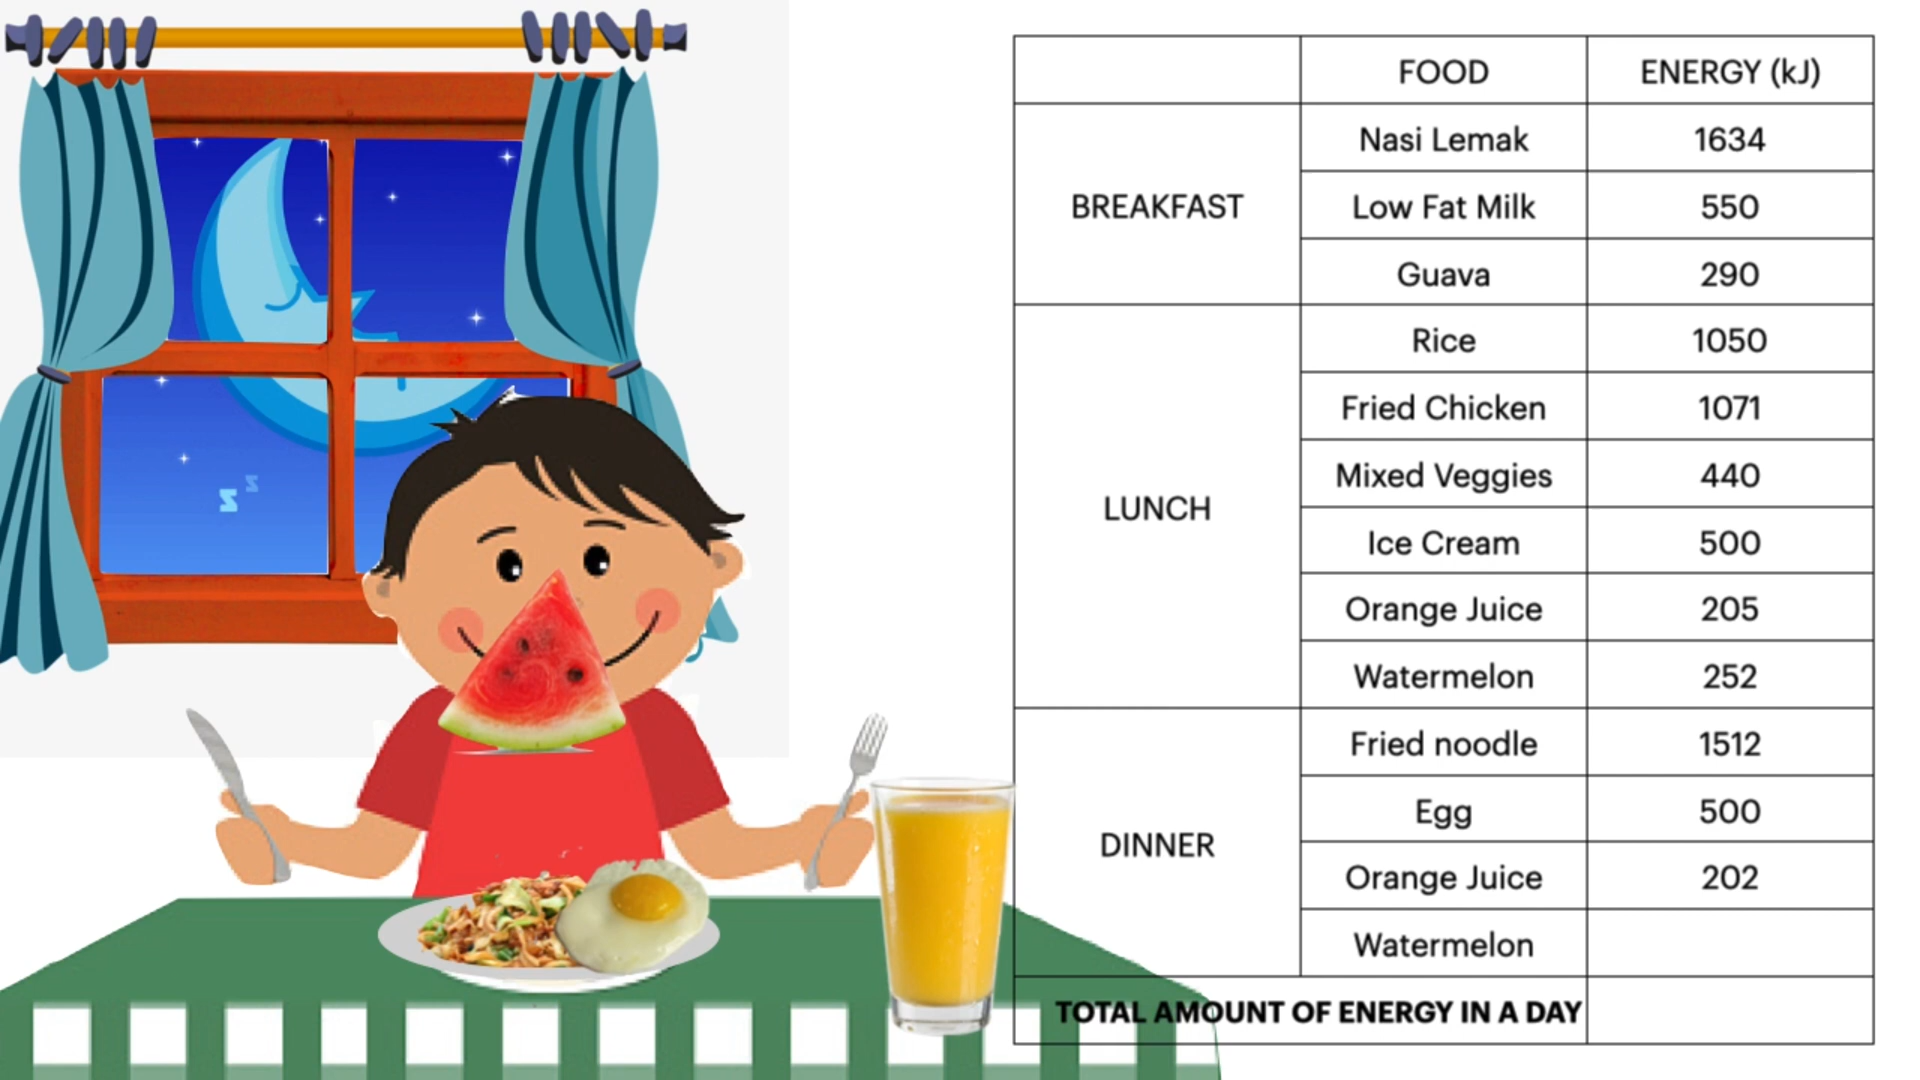 FOOD ENERGY (kJ)
BREAKFAST
Nasi Lemak 1634
Low Fat Milk 550
Guava 290
LUNCH
Rice 1050
Fried Chicken 1071
Mixed Veggies 440
Ice Cream 500
Orange Juice 205
Watermelon 252
DINNER
Fried noodle 1512
Egg 500
Orange Juice 202
Watermelon
TOTAL AMOUNT OF ENERGY IN A DAY
z z